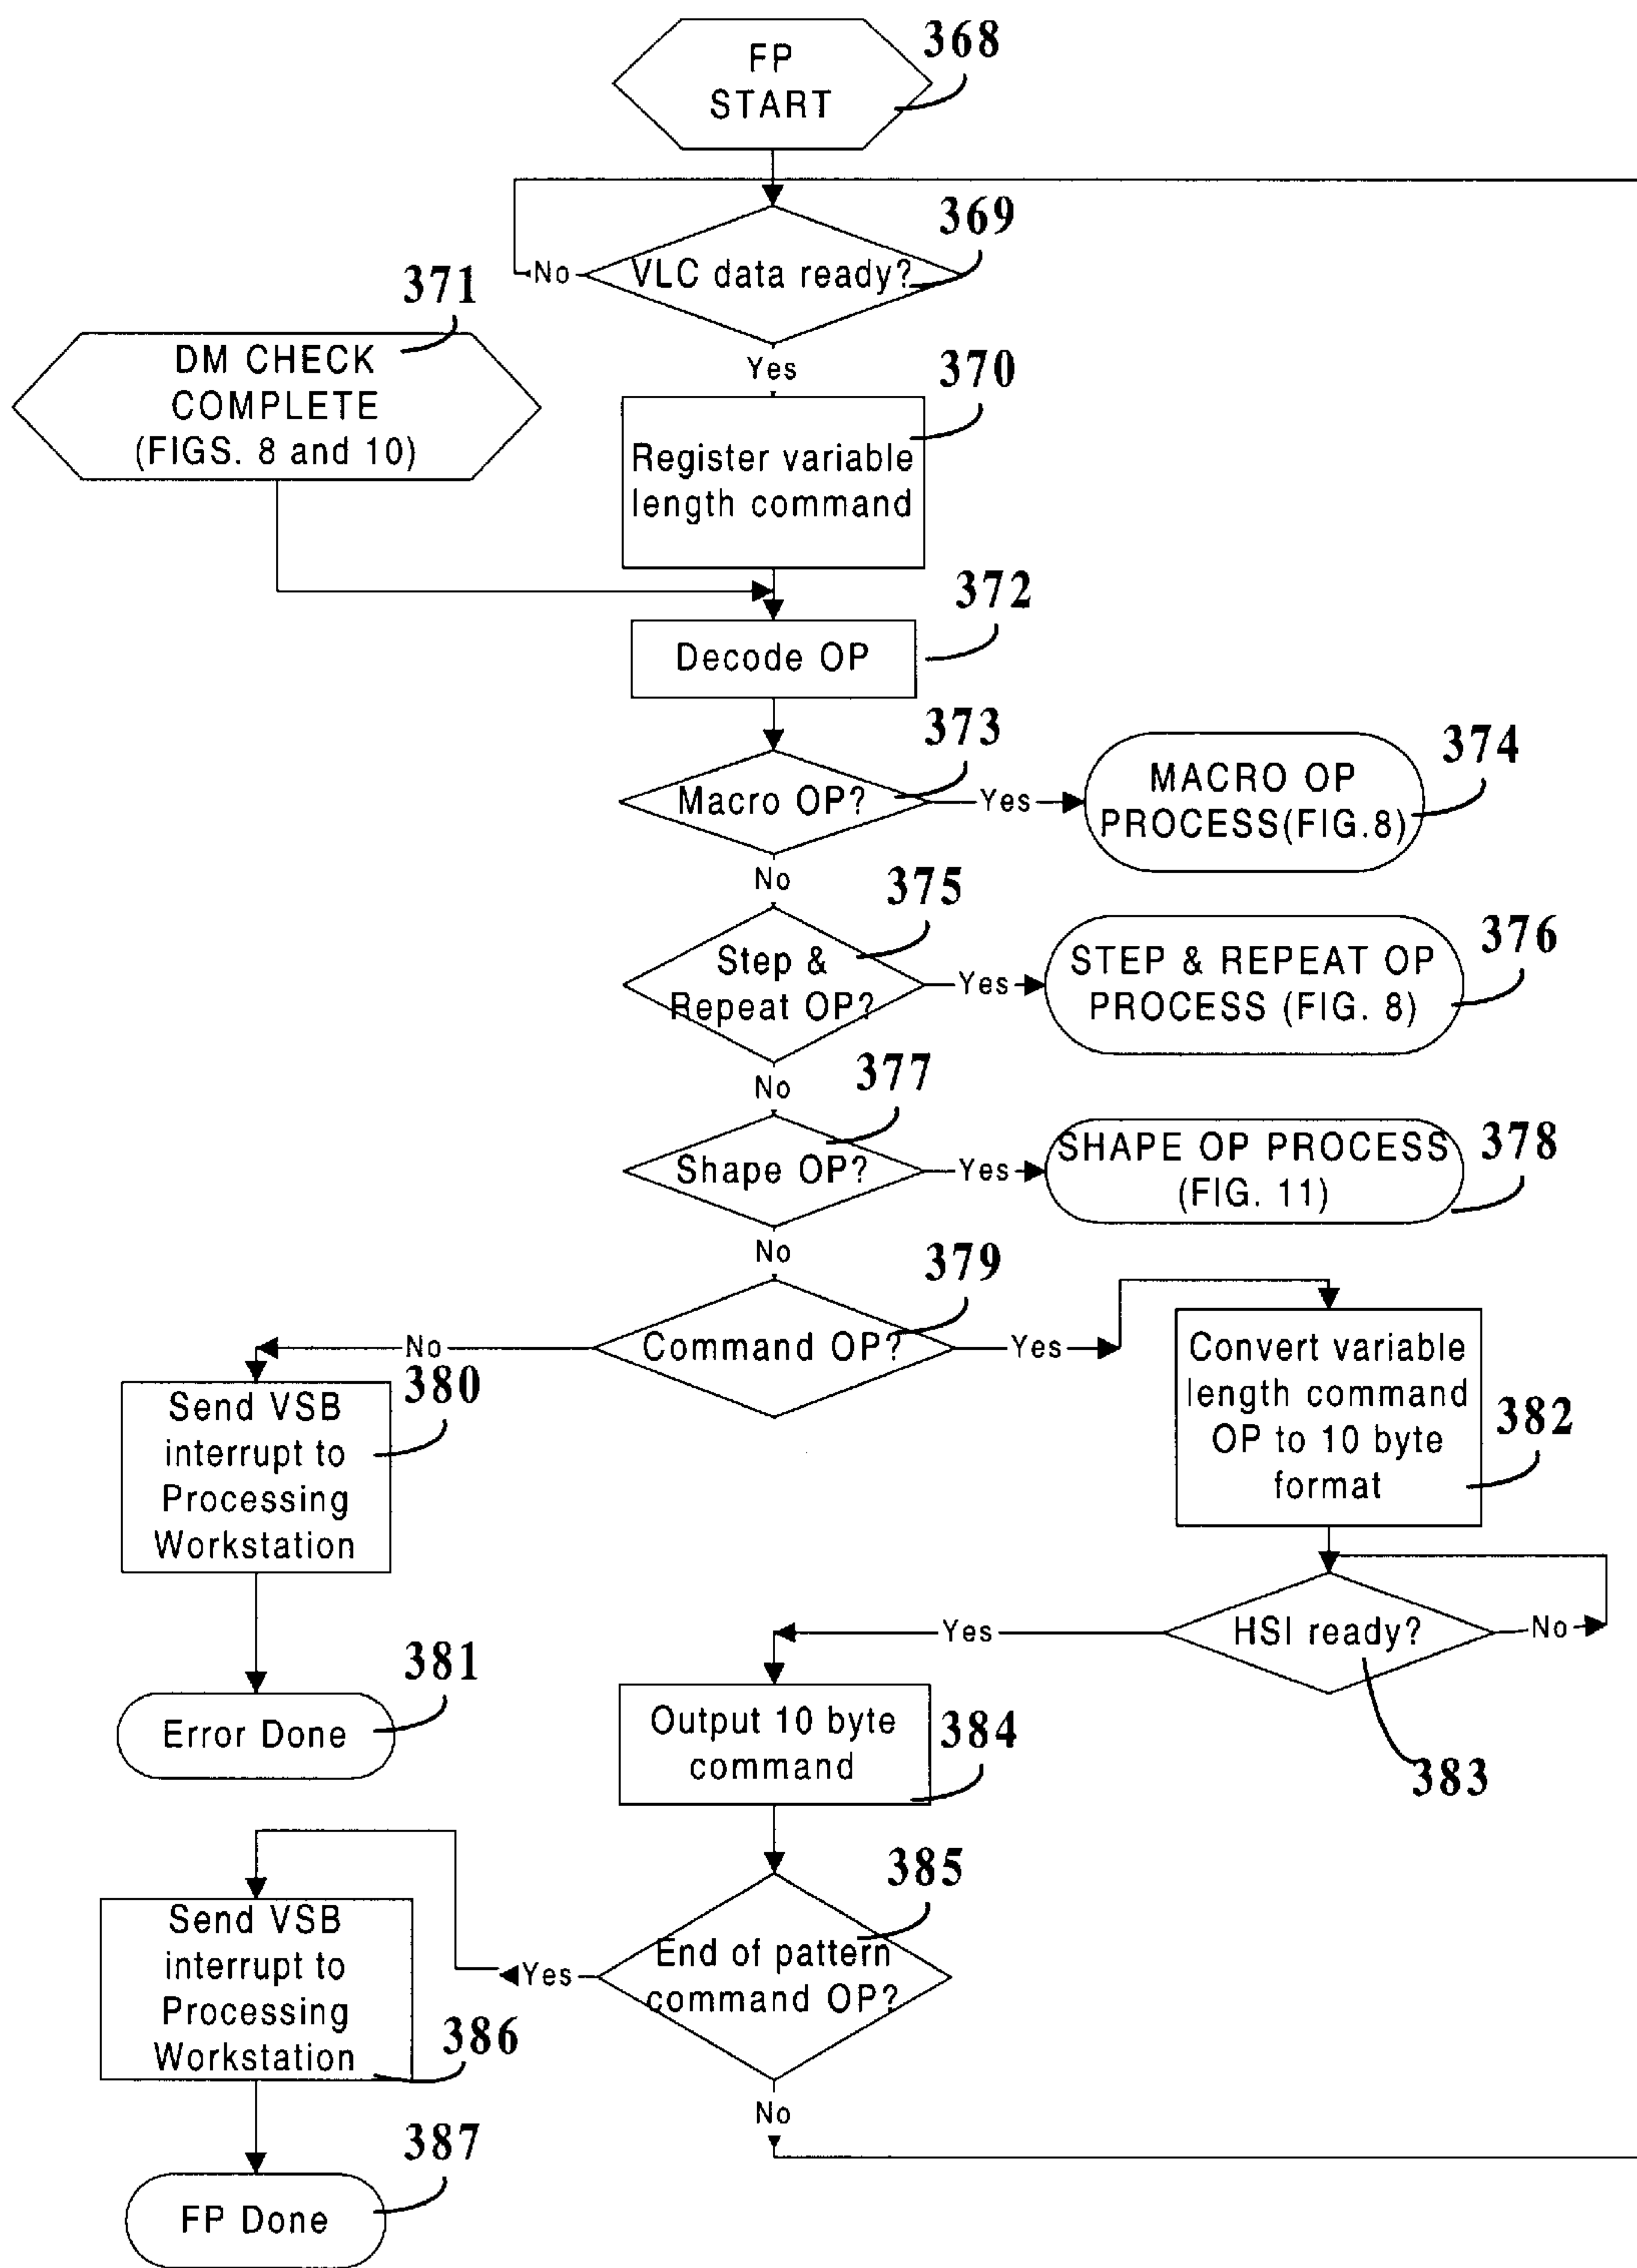 FP
START
368
369
No
VLC data ready?
371
DM CHECK
COMPLETE
(FIGS. 8 and 10)
Yes
370
Register variable
length command
372
Decode OP
373
Macro OP?
Yes
374
MACRO OP
PROCESS(FIG.8)
No
375
Step &
Repeat OP?
Yes
376
STEP & REPEAT OP
PROCESS (FIG. 8)
No
377
Shape OP?
Yes
378
SHAPE OP PROCESS
(FIG. 11)
No
379
Command OP?
No
Yes
380
Send VSB
interrupt to
Processing
Workstation
Convert variable
length command
OP to 10 byte
format
382
HSI ready?
No
Yes
383
381
Error Done
Output 10 byte
command
384
385
End of pattern
command OP?
Yes
Send VSB
interrupt to
Processing
Workstation
386
No
387
FP Done